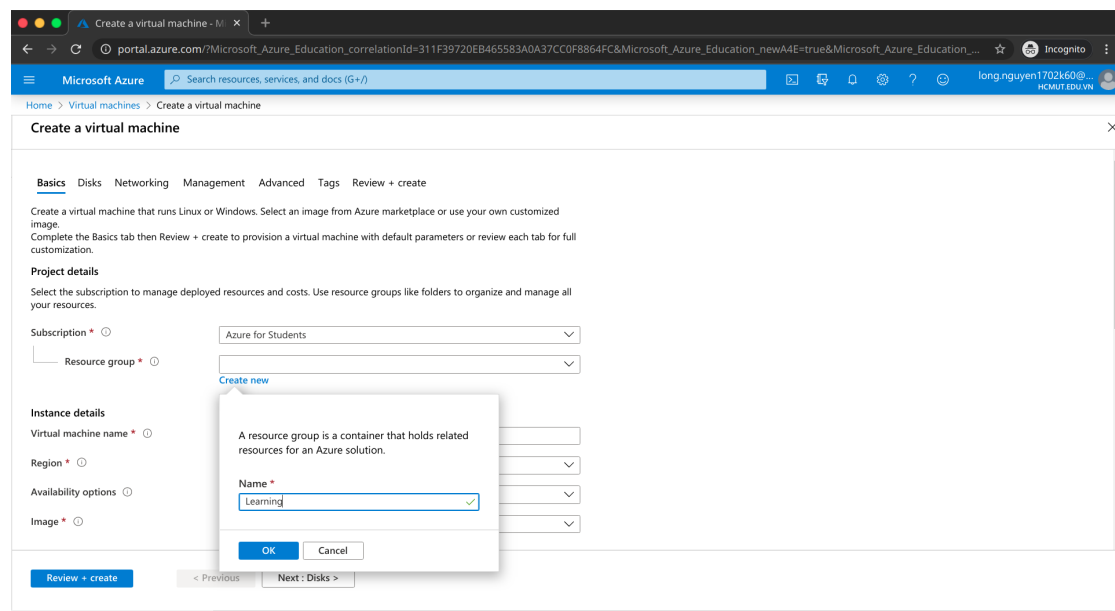 Create a virtual machine - M
portal.azure.com/?Microsoft_Azure_Education_correlationId=311F39720EB465583A0A37CC0F8864FC&Microsoft_Azure_Education_newA4E=true&Microsoft_Azure_Education_... Incognito
Microsoft Azure Search resources, services, and docs (G+/) long.nguyen1702k60@...
HCMUT.EDU.VN
Home > Virtual machines > Create a virtual machine
Create a virtual machine
Basics Disks Networking Management Advanced Tags Review + create
Create a virtual machine that runs Linux or Windows. Select an image from Azure marketplace or use your own customized
image.
Complete the Basics tab then Review + create to provision a virtual machine with default parameters or review each tab for full
customization.
Project details
Select the subscription to manage deployed resources and costs. Use resource groups like folders to organize and manage all
your resources.
Subscription * Azure for Students
Resource group *
Create new
Instance details
Virtual machine name *
Region *
Availability options
Image *
A resource group is a container that holds related
resources for an Azure solution.
Name *
Learning
OK Cancel
Review + create < Previous Next : Disks >